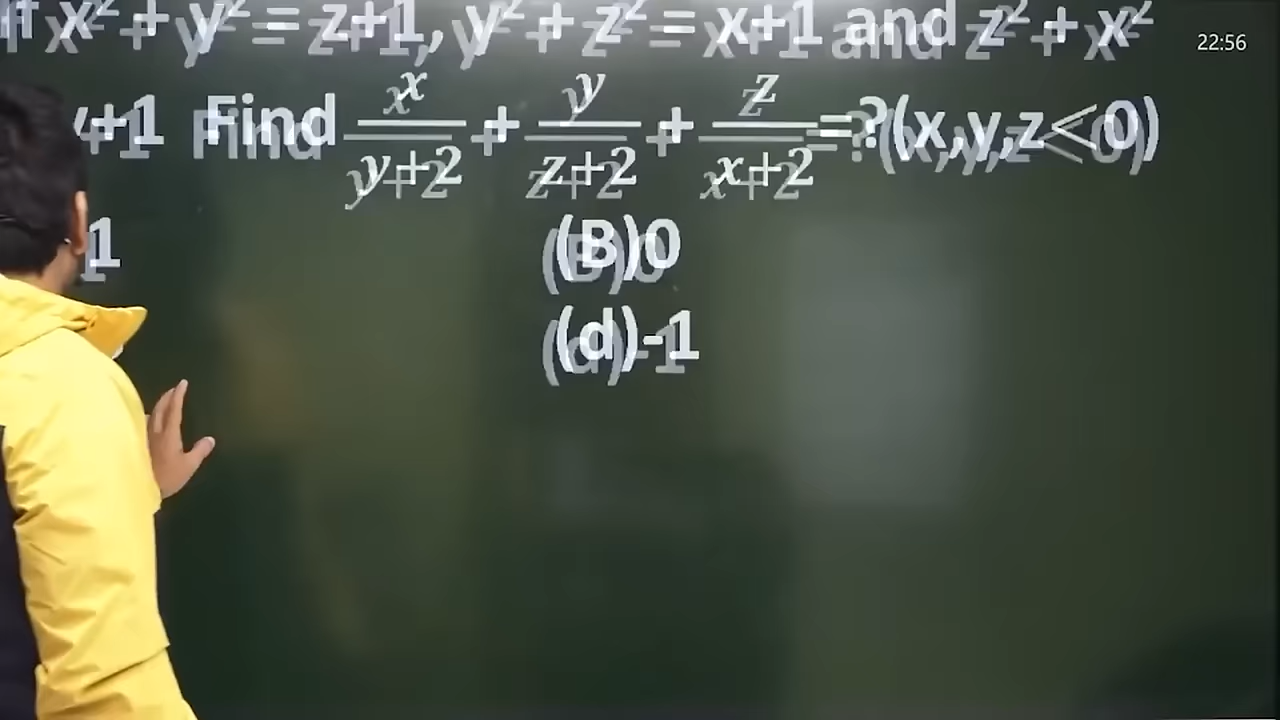 If x² + y² = z+1, y² + z² = x+1 and z² + x²
22:56
y+1 Find x/(y+2) + y/(z+2) + z/(x+2) =?(x,y,z<0)
1 (B)0
(d)-1